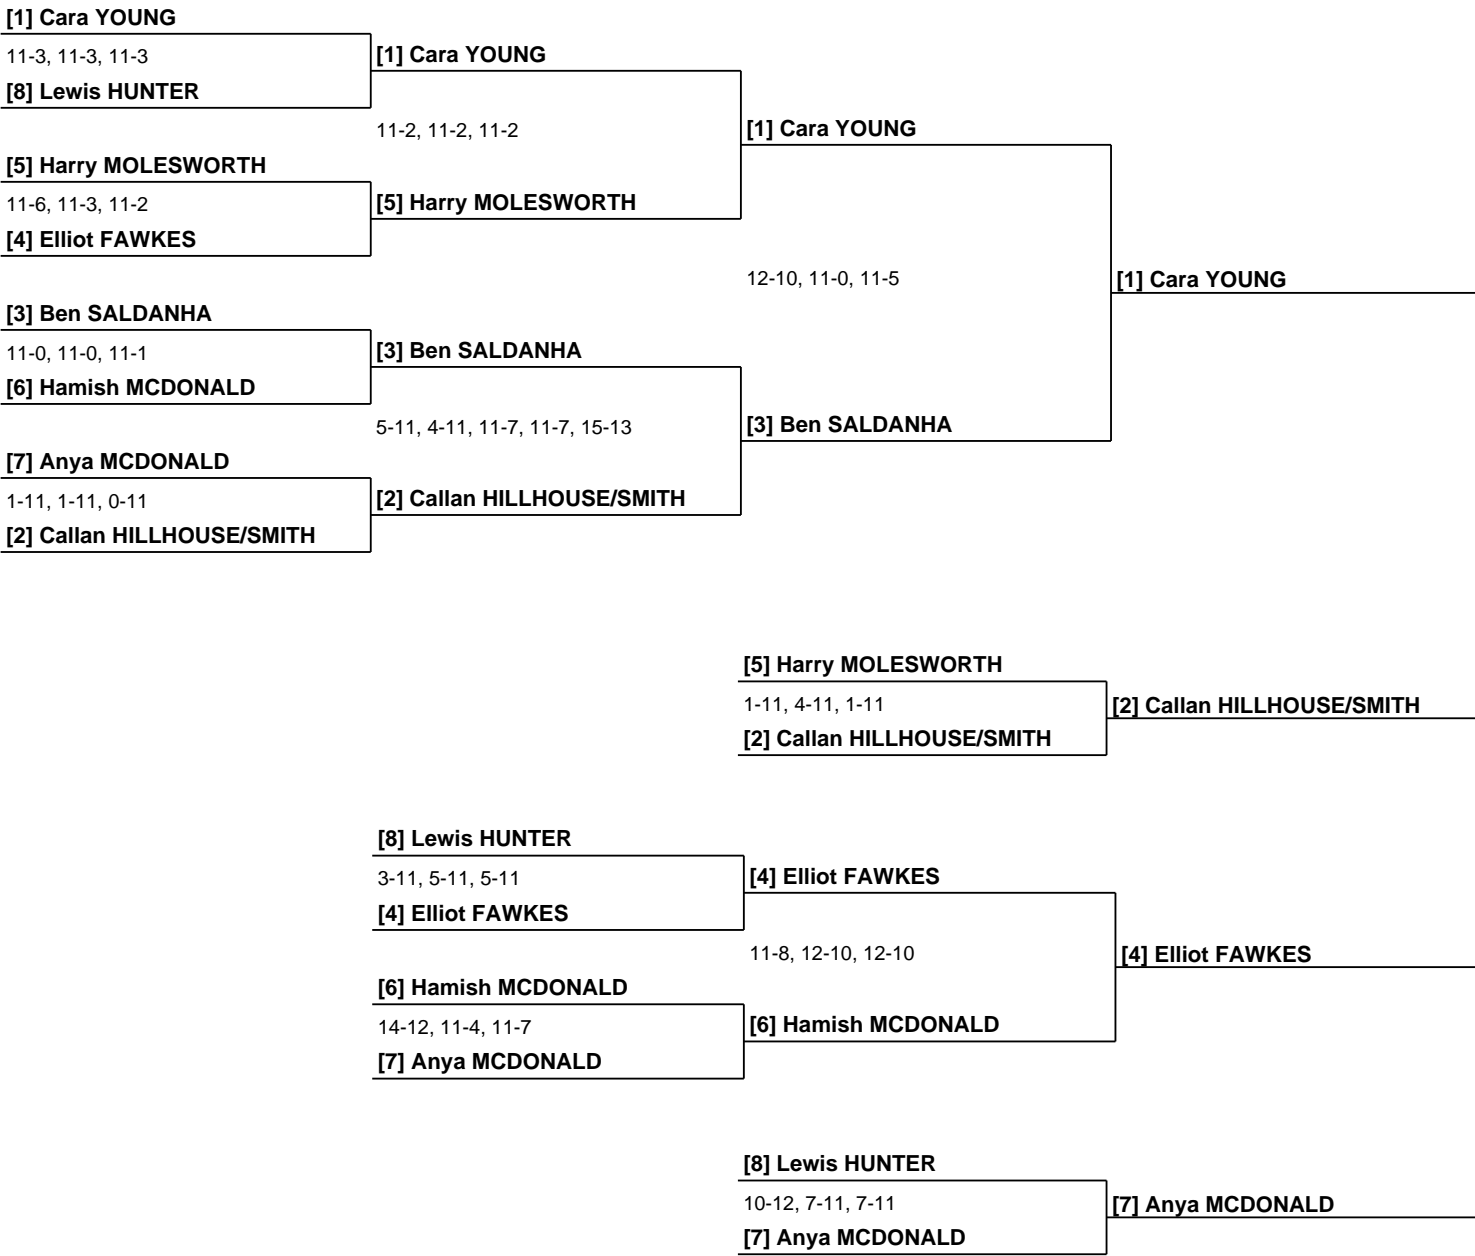 [1] Cara YOUNG
11-3, 11-3, 11-3
[1] Cara YOUNG
[8] Lewis HUNTER
11-2, 11-2, 11-2
[1] Cara YOUNG
[5] Harry MOLESWORTH
11-6, 11-3, 11-2
[5] Harry MOLESWORTH
[4] Elliot FAWKES
12-10, 11-0, 11-5
[1] Cara YOUNG
[3] Ben SALDANHA
11-0, 11-0, 11-1
[3] Ben SALDANHA
[6] Hamish MCDONALD
5-11, 4-11, 11-7, 11-7, 15-13
[3] Ben SALDANHA
[7] Anya MCDONALD
1-11, 1-11, 0-11
[2] Callan HILLHOUSE/SMITH
[2] Callan HILLHOUSE/SMITH
[5] Harry MOLESWORTH
1-11, 4-11, 1-11
[2] Callan HILLHOUSE/SMITH
[2] Callan HILLHOUSE/SMITH
[8] Lewis HUNTER
3-11, 5-11, 5-11
[4] Elliot FAWKES
[4] Elliot FAWKES
11-8, 12-10, 12-10
[4] Elliot FAWKES
[6] Hamish MCDONALD
14-12, 11-4, 11-7
[6] Hamish MCDONALD
[7] Anya MCDONALD
[8] Lewis HUNTER
10-12, 7-11, 7-11
[7] Anya MCDONALD
[7] Anya MCDONALD